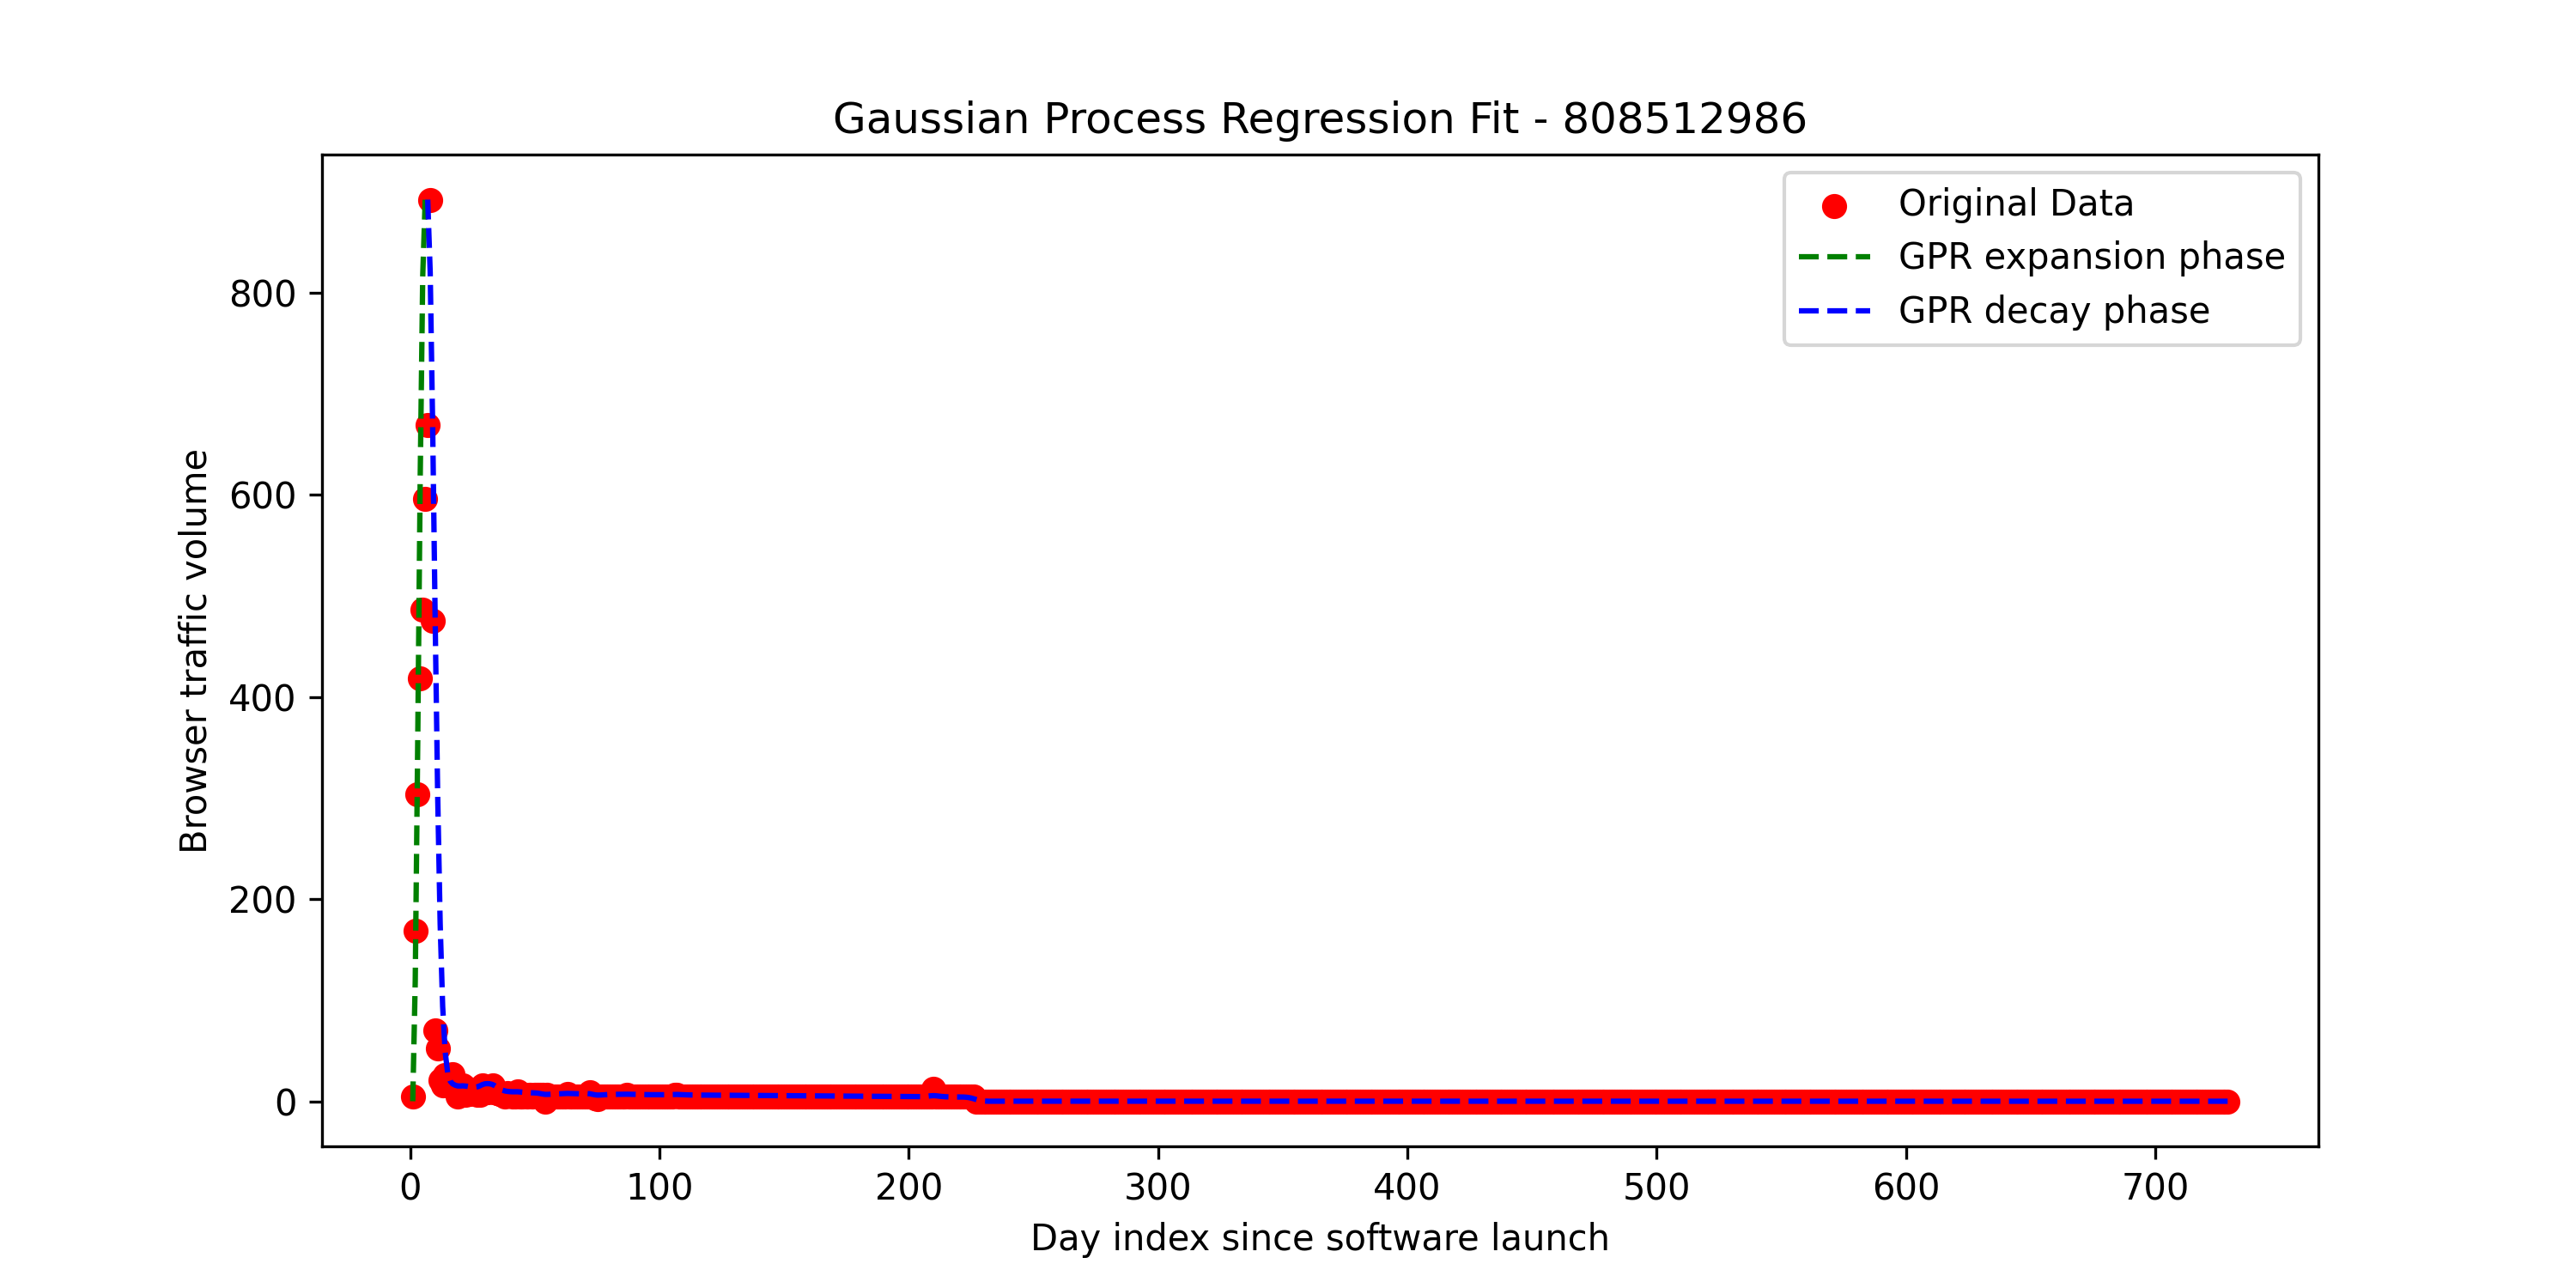 Gaussian Process Regression Fit - 808512986
Original Data
GPR expansion phase
GPR decay phase
Browser traffic volume
800
600
400
200
0
0 100 200 300 400 500 600 700
Day index since software launch